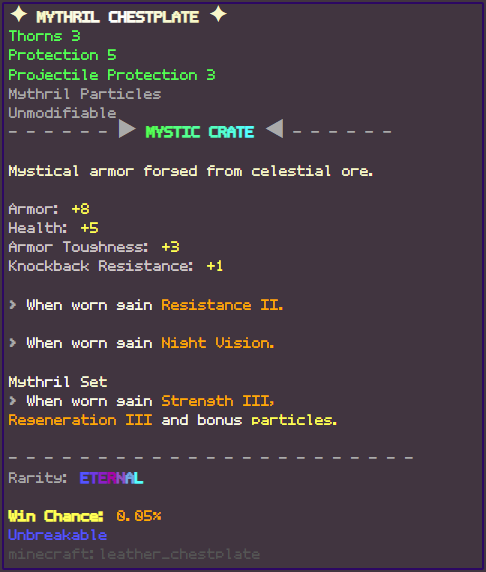 ✦ MYTHRIL CHESTPLATE ✦
Thorns 3
Protection 5
Projectile Protection 3
Mythril Particles
Unmodifiable
- - - - - - ▶ MYSTIC CRATE ◀ - - - - - -
Mystical armor forged from celestial ore.
Armor: +8
Health: +5
Armor Toughness: +3
Knockback Resistance: +1
> When worn gain Resistance II.
> When worn gain Night Vision.
Mythril Set
> When worn gain Strength III,
Regeneration III and bonus particles.
- - - - - - - - - - - - - - - - - - - - - - - -
Rarity: ETERNAL
Win Chance: 0.05%
Unbreakable
minecraft:leather_chestplate